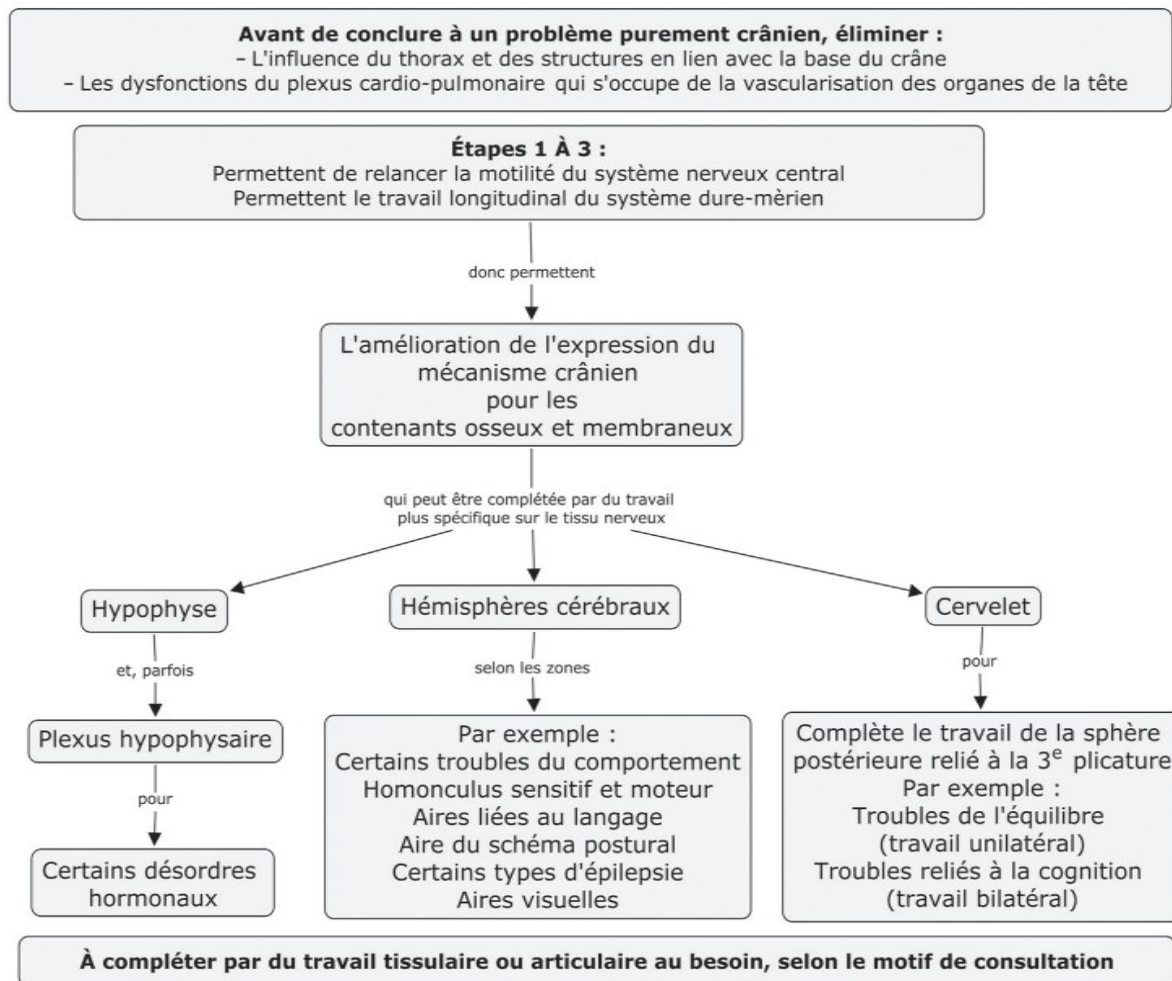 Avant de conclure à un problème purement crânien, éliminer :
– L'influence du thorax et des structures en lien avec la base du crâne
– Les dysfonctions du plexus cardio-pulmonaire qui s'occupe de la vascularisation des organes de la tête
Étapes 1 À 3 :
Permettent de relancer la motilité du système nerveux central
Permettent le travail longitudinal du système dure-mèrien
donc permettent
L'amélioration de l'expression du
mécanisme crânien
pour les
contenants osseux et membraneux
qui peut être complétée par du travail
plus spécifique sur le tissu nerveux
Hypophyse
et, parfois
Plexus hypophysaire
pour
Certains désordres
hormonaux
Hémisphères cérébraux
selon les zones
Par exemple :
Certains troubles du comportement
Homonculus sensitif et moteur
Aires liées au langage
Aire du schéma postural
Certains types d'épilepsie
Aires visuelles
Cervelet
pour
Complète le travail de la sphère
postérieure relié à la 3e plicature
Par exemple :
Troubles de l'équilibre
(travail unilatéral)
Troubles reliés à la cognition
(travail bilatéral)
À compléter par du travail tissulaire ou articulaire au besoin, selon le motif de consultation